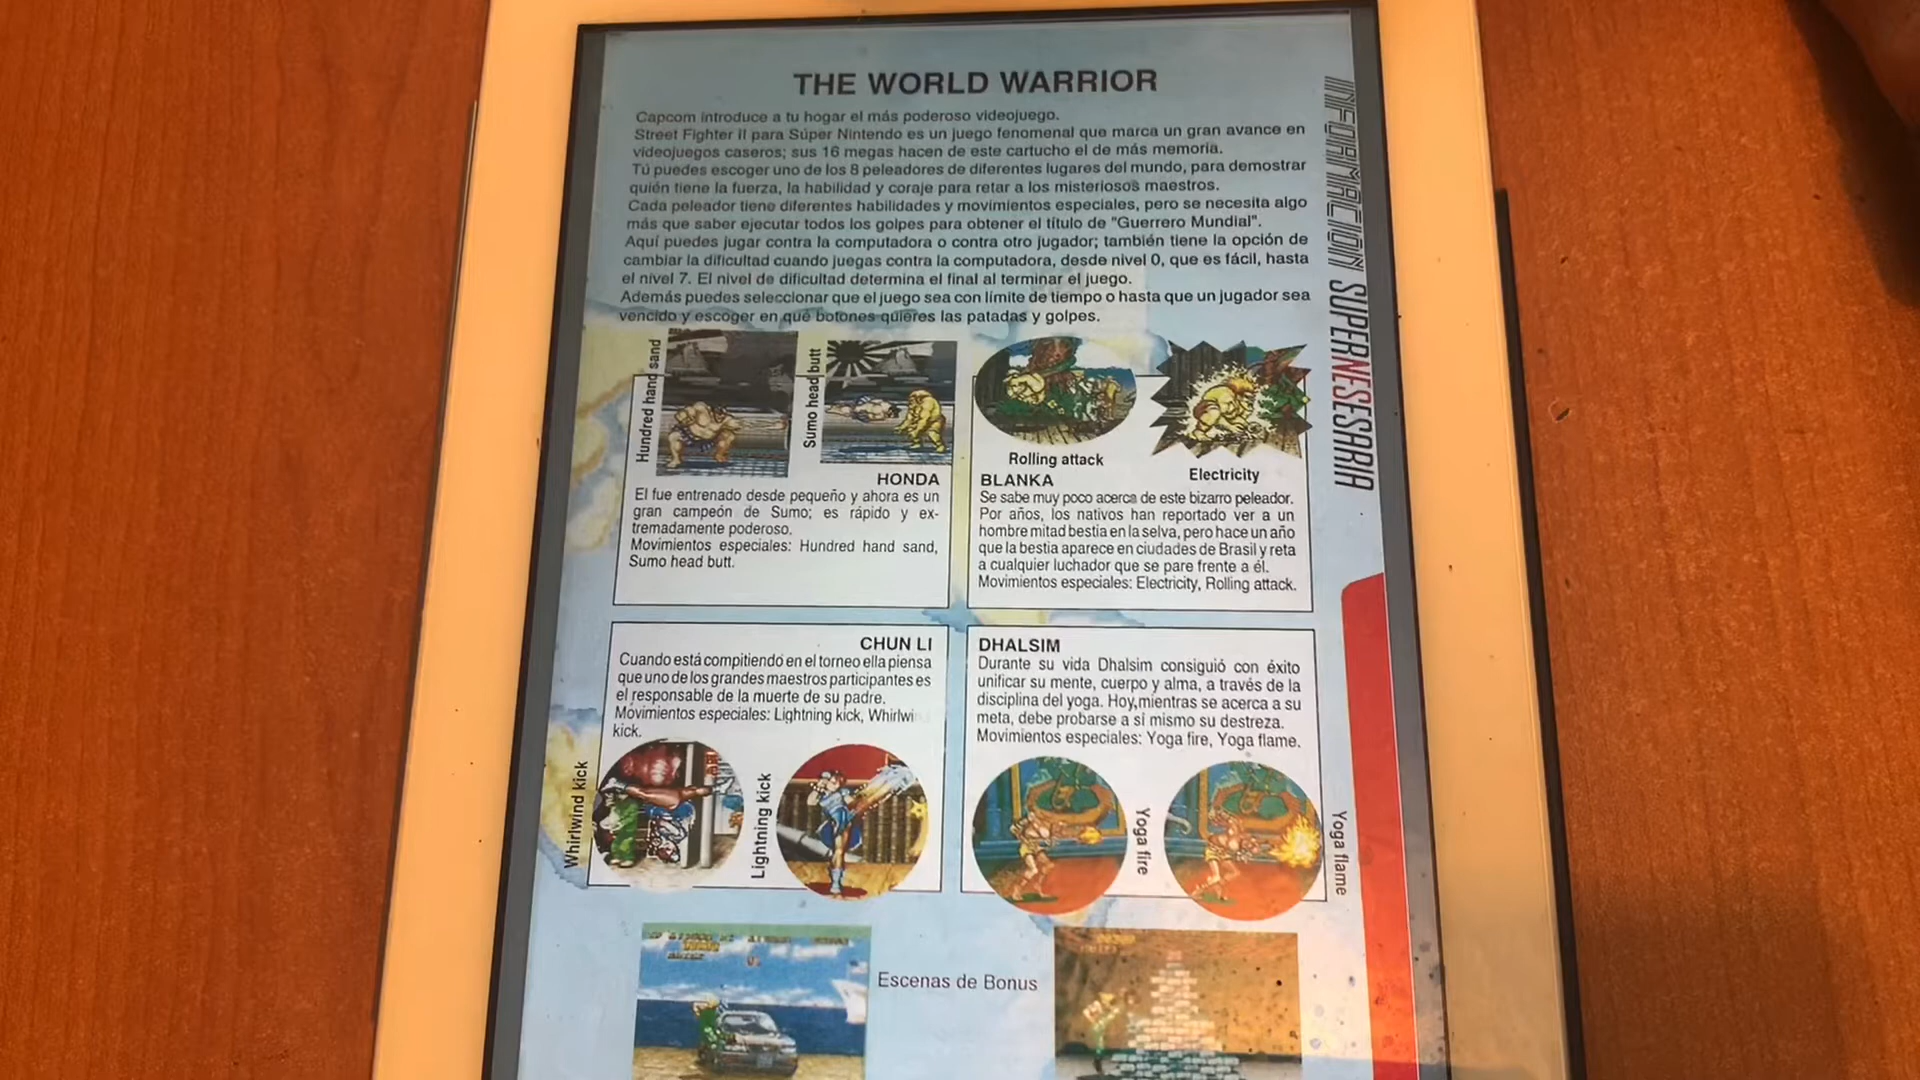 THE WORLD WARRIOR
Capcom introduce a tu hogar el más poderoso videojuego.
Street Fighter II para Súper Nintendo es un juego fenomenal que marca un gran avance en
videojuegos caseros; sus 16 megas hacen de este cartucho el de más memoria.
Tú puedes escoger uno de los 8 peleadores de diferentes lugares del mundo, para demostrar
quién tiene la fuerza, la habilidad y coraje para retar a los misteriosos maestros.
Cada peleador tiene diferentes habilidades y movimientos especiales, pero se necesita algo
más que saber ejecutar todos los golpes para obtener el título de "Guerrero Mundial".
Aquí puedes jugar contra la computadora o contra otro jugador; también tiene la opción de
cambiar la dificultad cuando juegas contra la computadora, desde nivel 0, que es fácil, hasta
el nivel 7. El nivel de dificultad determina el final al terminar el juego.
Además puedes seleccionar que el juego sea con límite de tiempo o hasta que un jugador sea
vencido y escoger en qué botones quieres las patadas y golpes.
INFORMACIÓN SUPERNESESARIA
Hundred hand sand
Sumo head butt
HONDA
El fue entrenado desde pequeño y ahora es un
gran campeón de Sumo; es rápido y ex-
tremadamente poderoso.
Movimientos especiales: Hundred hand sand,
Sumo head butt.
Rolling attack
Electricity
BLANKA
Se sabe muy poco acerca de este bizarro peleador.
Por años, los nativos han reportado ver a un
hombre mitad bestia en la selva, pero hace un año
que la bestia aparece en ciudades de Brasil y reta
a cualquier luchador que se pare frente a él.
Movimientos especiales: Electricity, Rolling attack.
CHUN LI
Cuando está compitiendo en el torneo ella piensa
que uno de los grandes maestros participantes es
el responsable de la muerte de su padre.
Movimientos especiales: Lightning kick, Whirlwi
kick.
Whirlwind kick
Lightning kick
DHALSIM
Durante su vida Dhalsim consiguió con éxito
unificar su mente, cuerpo y alma, a través de la
disciplina del yoga. Hoy,mientras se acerca a su
meta, debe probarse a sí mismo su destreza.
Movimientos especiales: Yoga fire, Yoga flame.
Yoga fire
Yoga flame
Escenas de Bonus